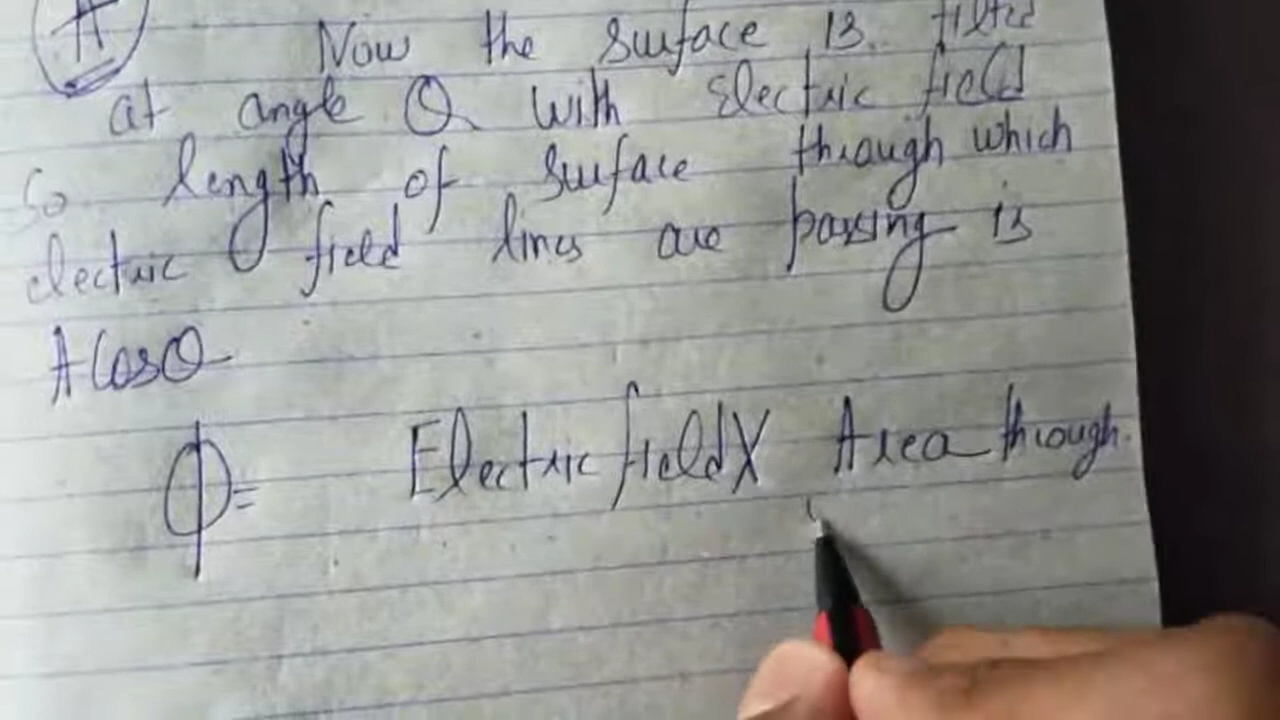 #
Now the surface is tilted
at angle θ with electric field
So length of surface through which
electric field lines are passing is
A Cosθ
Φ = Electric field X Area through